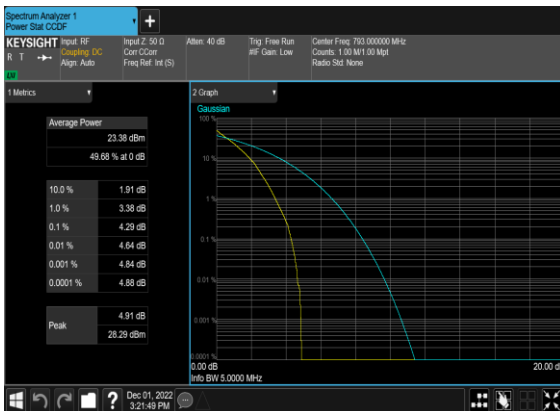 Spectrum Analyzer 1
Power Stat CCDF
KEYSIGHT
R T
LV
Input: RF
Coupling: DC
Align: Auto
Input Z: 50 Ω
Corr CCorr
Freq Ref: Int (S)
Atten: 40 dB
Trig: Free Run
#IF Gain: Low
Center Freq: 793.000000 MHz
Counts: 1.00 M/1.00 Mpt
Radio Std: None
1 Metrics
Average Power
23.38 dBm
49.68 % at 0 dB
10.0 % 1.91 dB
1.0 % 3.38 dB
0.1 % 4.29 dB
0.01 % 4.64 dB
0.001 % 4.84 dB
0.0001 % 4.88 dB
Peak
4.91 dB
28.29 dBm
2 Graph
Gaussian
100 %
10 %
1 %
0.1 %
0.01 %
0.001 %
0.0001 %
0.00 dB
20.00 d
Info BW 5.0000 MHz
Dec 01, 2022
3:21:49 PM